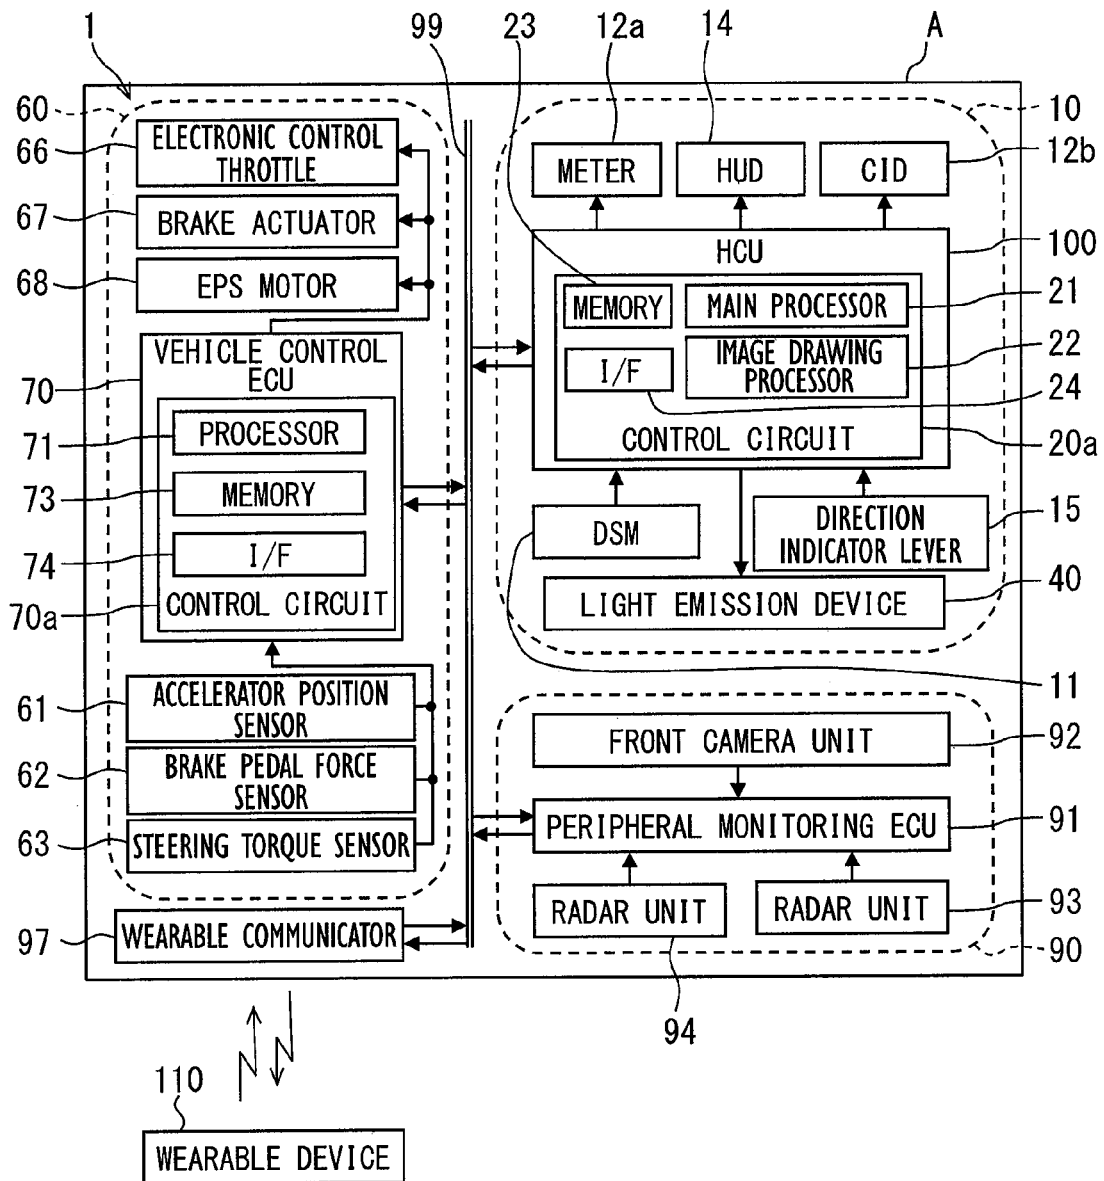 1
99
23
12a
14
A
60
10
66
ELECTRONIC CONTROL
THROTTLE
METER
HUD
CID
12b
67
BRAKE ACTUATOR
68
EPS MOTOR
HCU
100
MEMORY
MAIN PROCESSOR
21
IMAGE DRAWING
PROCESSOR
22
I/F
24
CONTROL CIRCUIT
20a
VEHICLE CONTROL
ECU
70
71
PROCESSOR
73
MEMORY
74
I/F
70a
CONTROL CIRCUIT
DSM
DIRECTION
INDICATOR LEVER
15
LIGHT EMISSION DEVICE
40
11
61
ACCELERATOR POSITION
SENSOR
62
BRAKE PEDAL FORCE
SENSOR
63
STEERING TORQUE SENSOR
FRONT CAMERA UNIT
92
PERIPHERAL MONITORING ECU
91
RADAR UNIT
RADAR UNIT
93
97
WEARABLE COMMUNICATOR
90
94
110
WEARABLE DEVICE